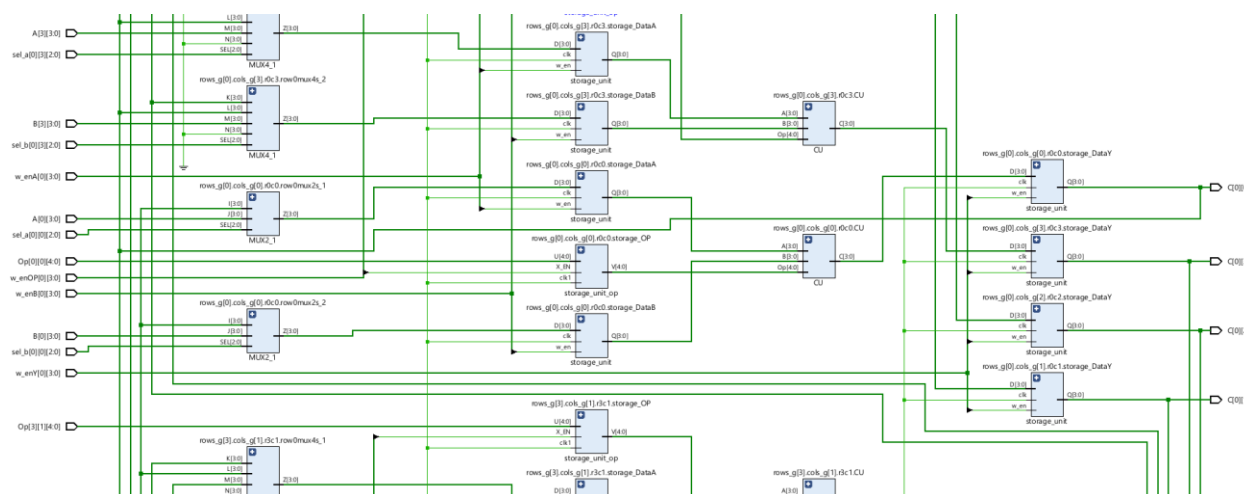 rows_g[0].cols_g[3].r0c3.storage_DataA
L[3:0]
M[3:0]
N[3:0]
SEL[2:0]
Z[3:0]
MUX4_1
A[3][3:0]
sel_a[0][3][2:0]
D[3:0]
clk
w_en
Q[3:0]
storage_unit
rows_g[0].cols_g[3].r0c3.row0mux4s_2
K[3:0]
L[3:0]
M[3:0]
N[3:0]
SEL[2:0]
Z[3:0]
MUX4_1
B[3][3:0]
sel_b[0][3][2:0]
rows_g[0].cols_g[3].r0c3.storage_DataB
D[3:0]
clk
w_en
Q[3:0]
storage_unit
rows_g[0].cols_g[3].r0c3.CU
A[3:0]
B[3:0]
Op[4:0]
C[3:0]
CU
w_enA[0][3:0]
rows_g[0].cols_g[0].r0c0.storage_DataA
D[3:0]
clk
w_en
Q[3:0]
storage_unit
rows_g[0].cols_g[0].r0c0.storage_DataY
D[3:0]
clk
w_en
Q[3:0]
storage_unit
C[0][
rows_g[0].cols_g[0].r0c0.row0mux2s_1
I[3:0]
J[3:0]
SEL[2:0]
Z[3:0]
MUX2_1
A[0][3:0]
sel_a[0][0][2:0]
Op[0][0][4:0]
w_enOP[0][3:0]
w_enB[0][3:0]
rows_g[0].cols_g[0].r0c0.storage_OP
U[4:0]
X_EN
clk1
V[4:0]
storage_unit_op
rows_g[0].cols_g[0].r0c0.CU
A[3:0]
B[3:0]
Op[4:0]
C[3:0]
CU
rows_g[0].cols_g[3].r0c3.storage_DataY
D[3:0]
clk
w_en
Q[3:0]
storage_unit
C[0][
rows_g[0].cols_g[0].r0c0.row0mux2s_2
I[3:0]
J[3:0]
SEL[2:0]
Z[3:0]
MUX2_1
B[0][3:0]
sel_b[0][0][2:0]
w_enY[0][3:0]
rows_g[0].cols_g[0].r0c0.storage_DataB
D[3:0]
clk
w_en
Q[3:0]
storage_unit
rows_g[0].cols_g[2].r0c2.storage_DataY
D[3:0]
clk
w_en
Q[3:0]
storage_unit
C[0][
rows_g[0].cols_g[1].r0c1.storage_DataY
D[3:0]
clk
w_en
Q[3:0]
storage_unit
C[0][
Op[3][1][4:0]
rows_g[3].cols_g[1].r3c1.storage_OP
U[4:0]
X_EN
clk1
V[4:0]
storage_unit_op
rows_g[3].cols_g[1].r3c1.row0mux4s_1
K[3:0]
L[3:0]
M[3:0]
N[3:0]
Z[3:0]
rows_g[3].cols_g[1].r3c1.storage_DataA
D[3:0]
rows_g[3].cols_g[1].r3c1.CU
A[3:0]